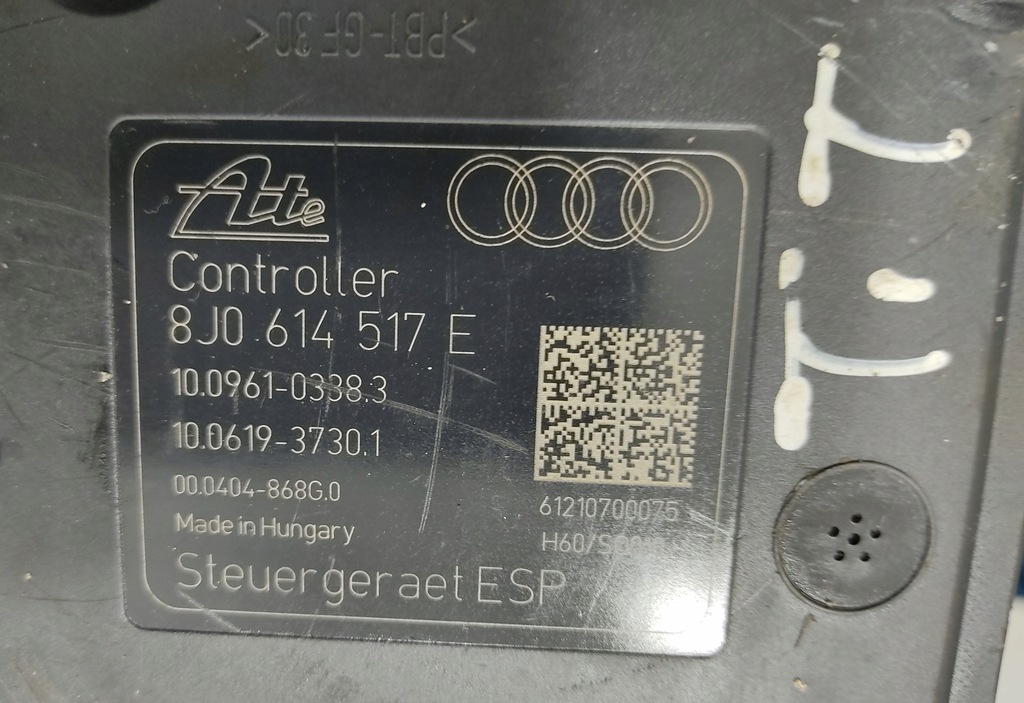 >PBT-GF30<
Ate
Controller
8J0 614 517 E
10.0961-0338.3
10.0619-3730.1
00.0404-868G.0
Made in Hungary
61210700075
Steuergeraet ESP